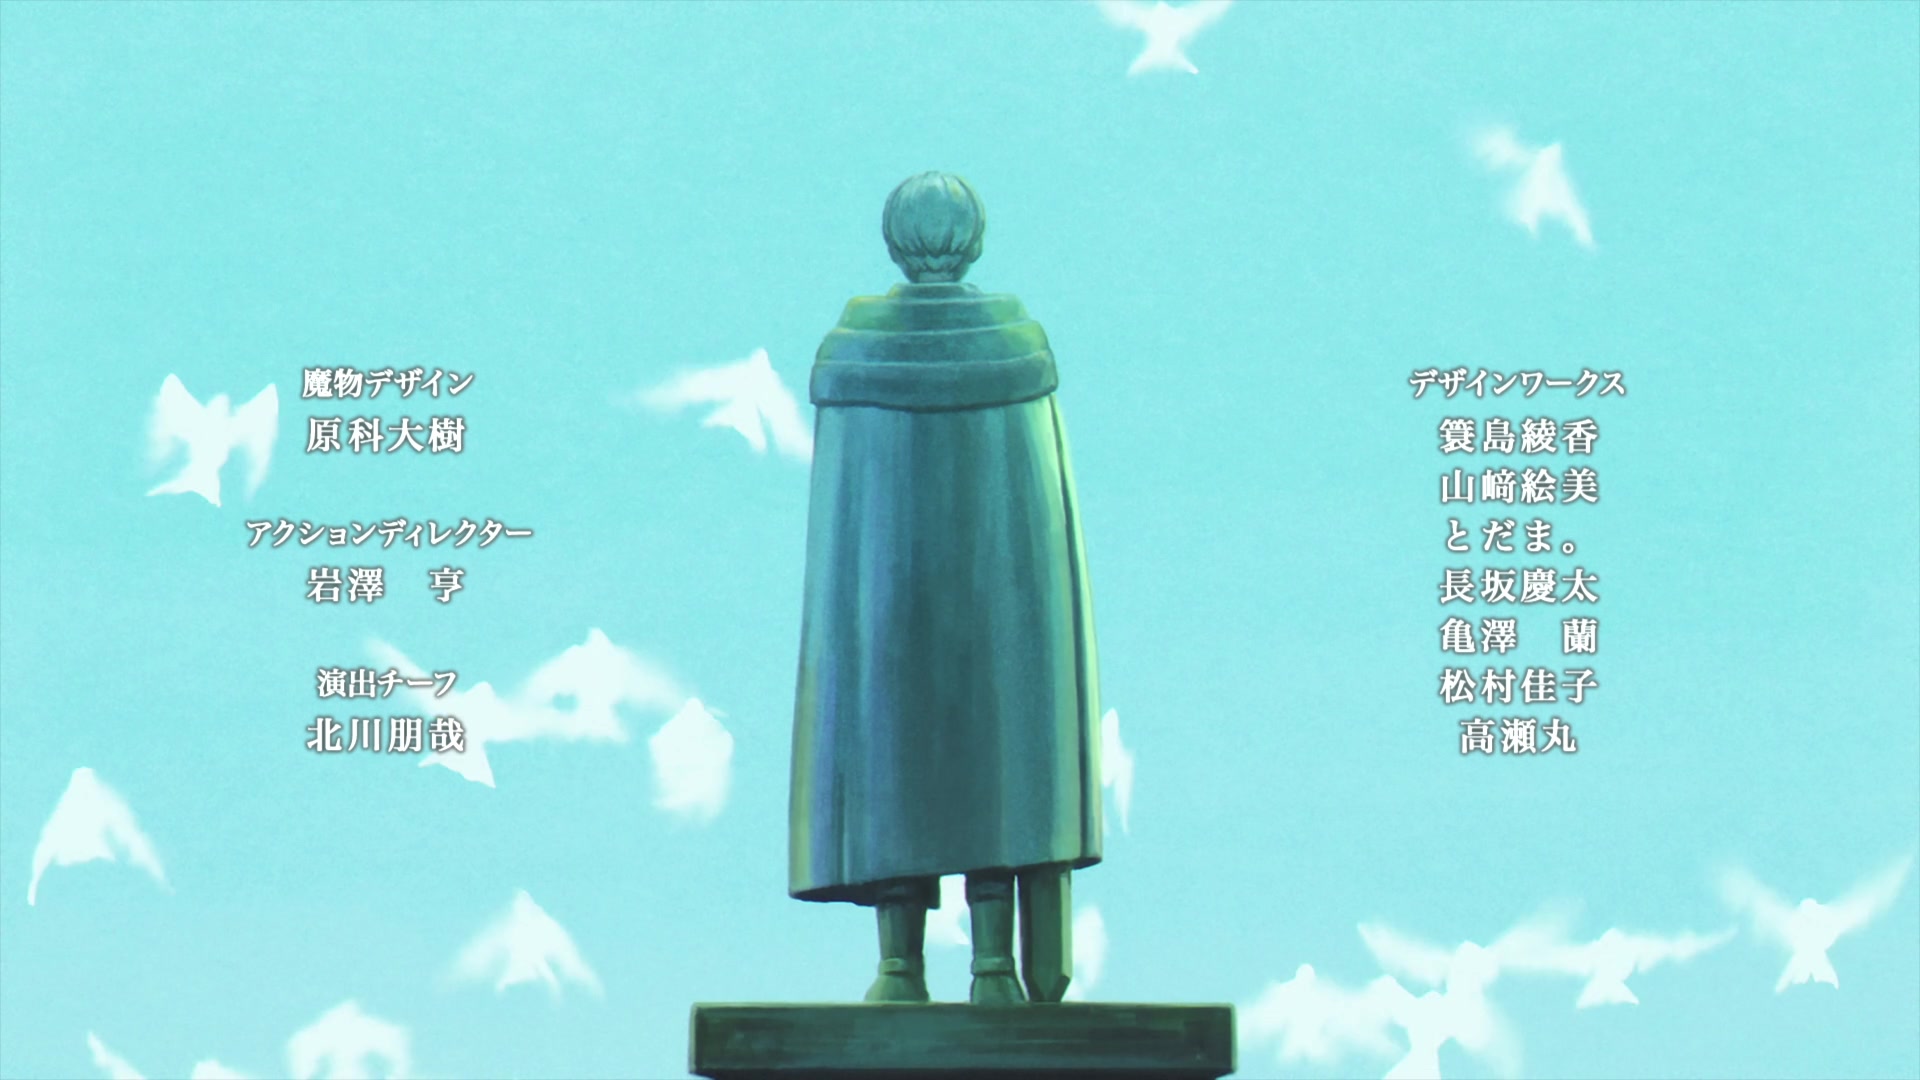 魔物デザイン
原科大樹
アクションディレクター
岩澤　亨
演出チーフ
北川朋哉
デザインワークス
簑島綾香
山﨑絵美
とだま。
長坂慶太
亀澤　蘭
松村佳子
高瀬丸